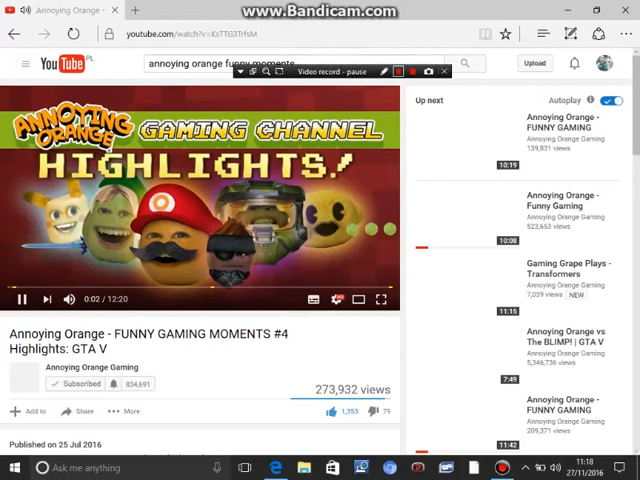 www.Bandicam.com
Annoying Orange -
youtube.com/watch?v=KsTTG3TrfsM
YouTube PL
annoying orange funny moments
Upload
Video record - pause
ANNOYING ORANGE GAMING CHANNEL
HIGHLIGHTS!
0:02 / 12:20
Annoying Orange - FUNNY GAMING MOMENTS #4
Highlights: GTA V
Annoying Orange Gaming
Subscribed 834,691
273,932 views
Add to Share More 1,353 79
Published on 25 Jul 2016
Up next Autoplay
Annoying Orange -
FUNNY GAMING
Annoying Orange Gaming
139,831 views
10:19
Annoying Orange -
Funny Gaming
Annoying Orange Gaming
523,653 views
10:08
Gaming Grape Plays -
Transformers
Annoying Orange Gaming
7,039 views NEW
11:15
Annoying Orange vs
The BLIMP! | GTA V
Annoying Orange Gaming
5,346,736 views
7:49
Annoying Orange -
FUNNY GAMING
Annoying Orange Gaming
209,371 views
11:42
Ask me anything
11:18
27/11/2016